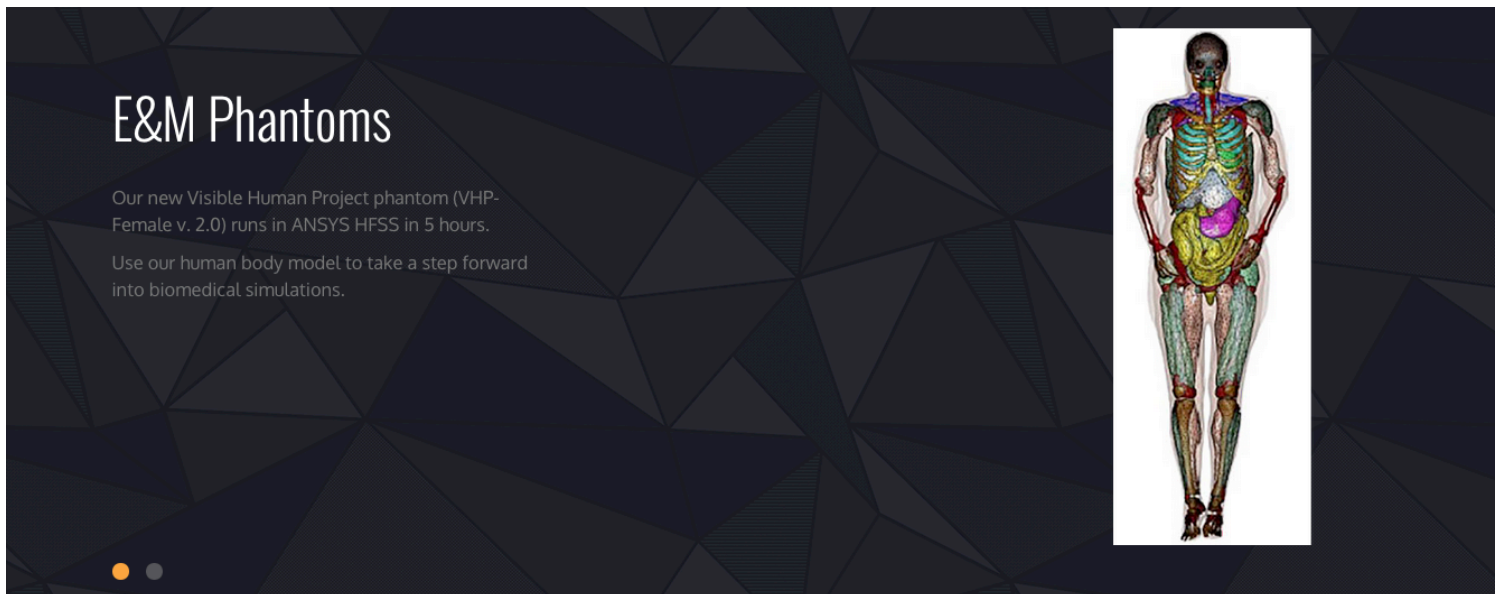 E&M Phantoms
Our new Visible Human Project phantom (VHP-
Female v. 2.0) runs in ANSYS HFSS in 5 hours.
Use our human body model to take a step forward
into biomedical simulations.